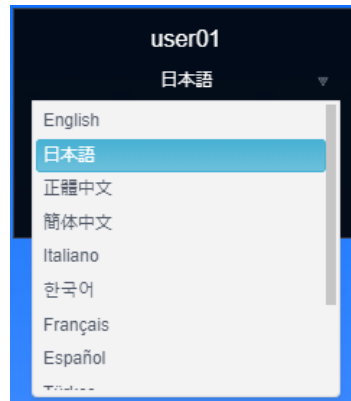 user01
日本語
English
日本語
正體中文
簡体中文
Italiano
한국어
Français
Español